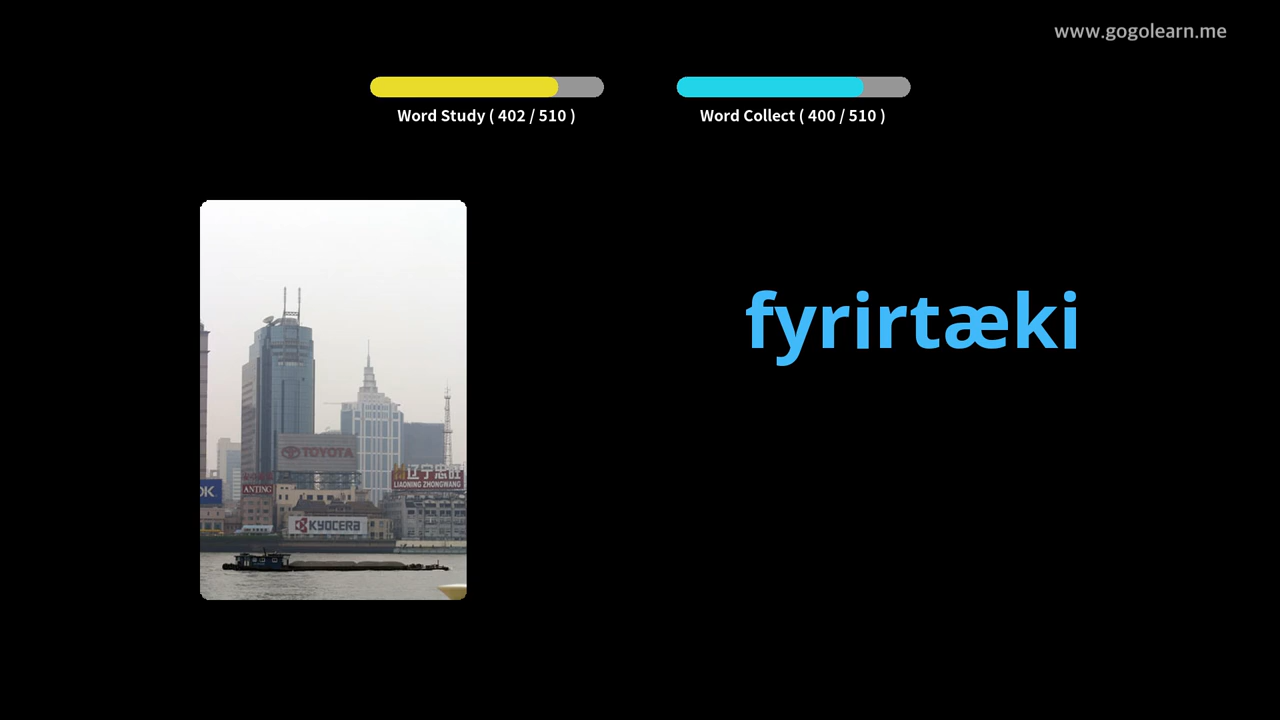 www.gogolearn.me
Word Study ( 402 / 510 )
Word Collect ( 400 / 510 )
fyrirtæki
TOYOTA
辽宁忠旺
LIAONING ZHONGWANG
OK
ANTING
KYOCERA